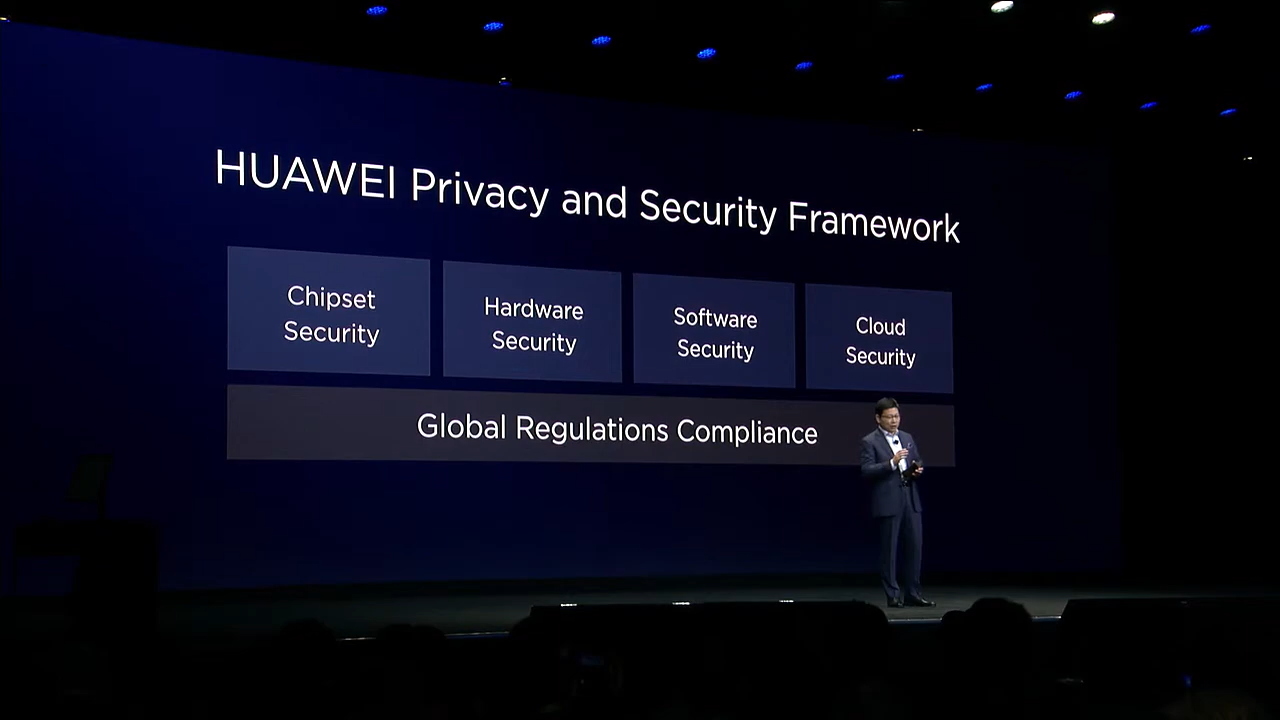 HUAWEI Privacy and Security Framework
Chipset
Security
Hardware
Security
Software
Security
Cloud
Security
Global Regulations Compliance